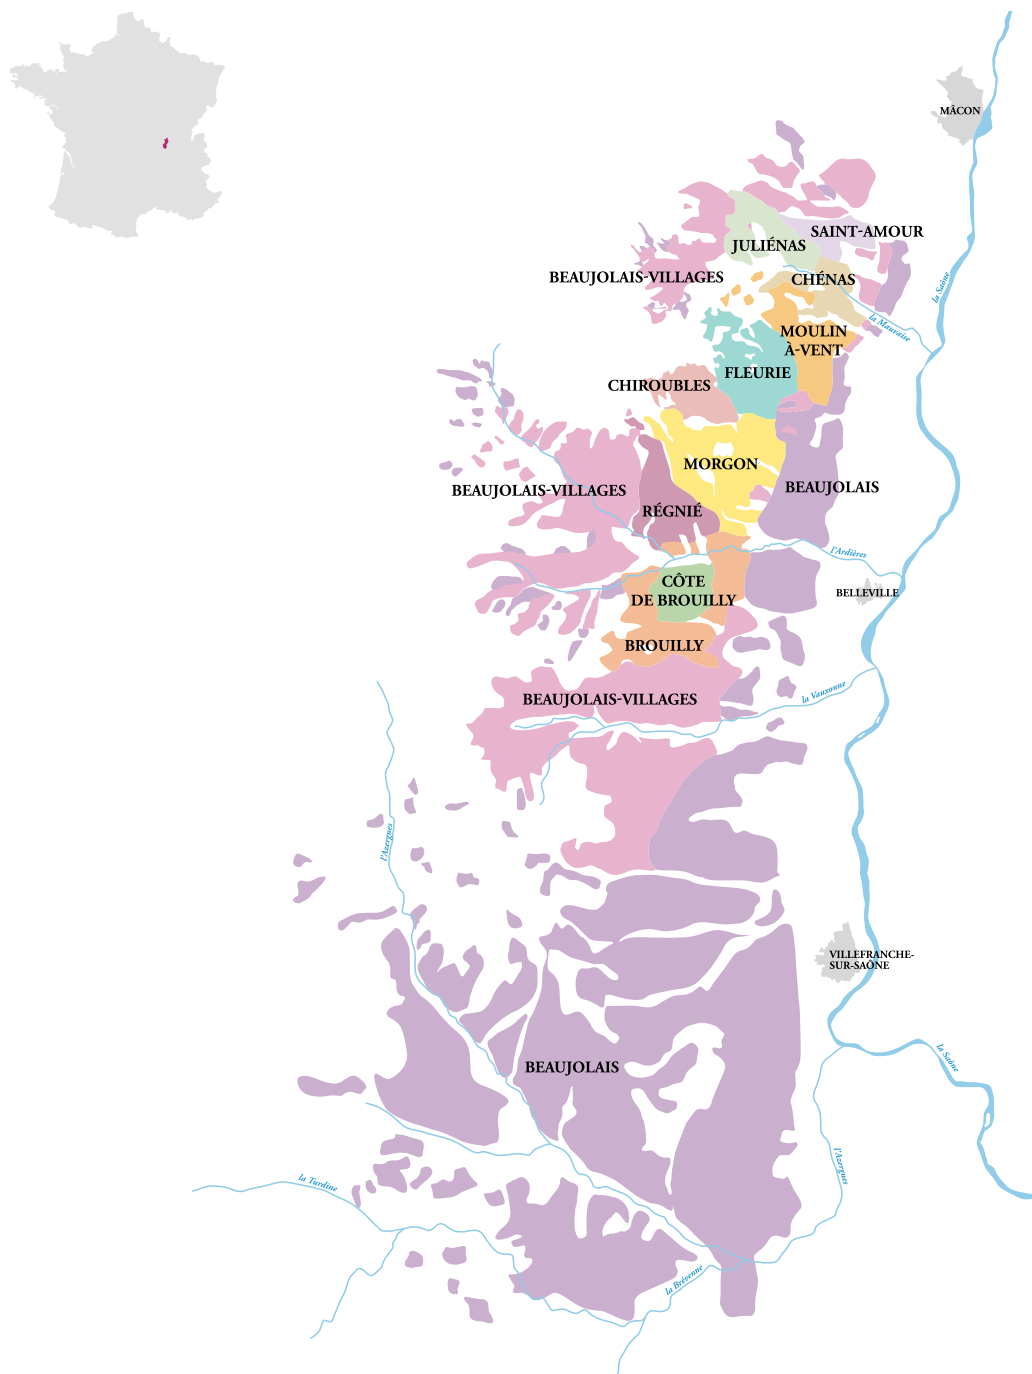 MÂCON
SAINT-AMOUR
JULIÉNAS
BEAUJOLAIS-VILLAGES
CHÉNAS
la Saône
la Mauvaise
MOULIN
À-VENT
FLEURIE
CHIROUBLES
MORGON
BEAUJOLAIS
BEAUJOLAIS-VILLAGES
RÉGNIÉ
l'Ardières
CÔTE
DE BROUILLY
BELLEVILLE
BROUILLY
BEAUJOLAIS-VILLAGES
la Vauxonne
l'Azergues
VILLEFRANCHE-
SUR-SAÔNE
BEAUJOLAIS
la Saône
l'Azergues
la Turdine
la Brévenne